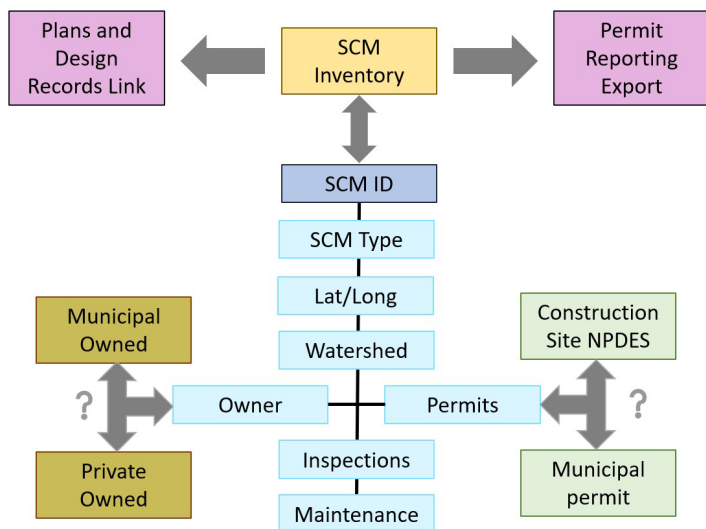 Plans and
Design
Records Link
SCM
Inventory
Permit
Reporting
Export
SCM ID
SCM Type
Lat/Long
Watershed
Municipal
Owned
Construction
Site NPDES
?
Owner
Permits
?
Private
Owned
Inspections
Municipal
permit
Maintenance